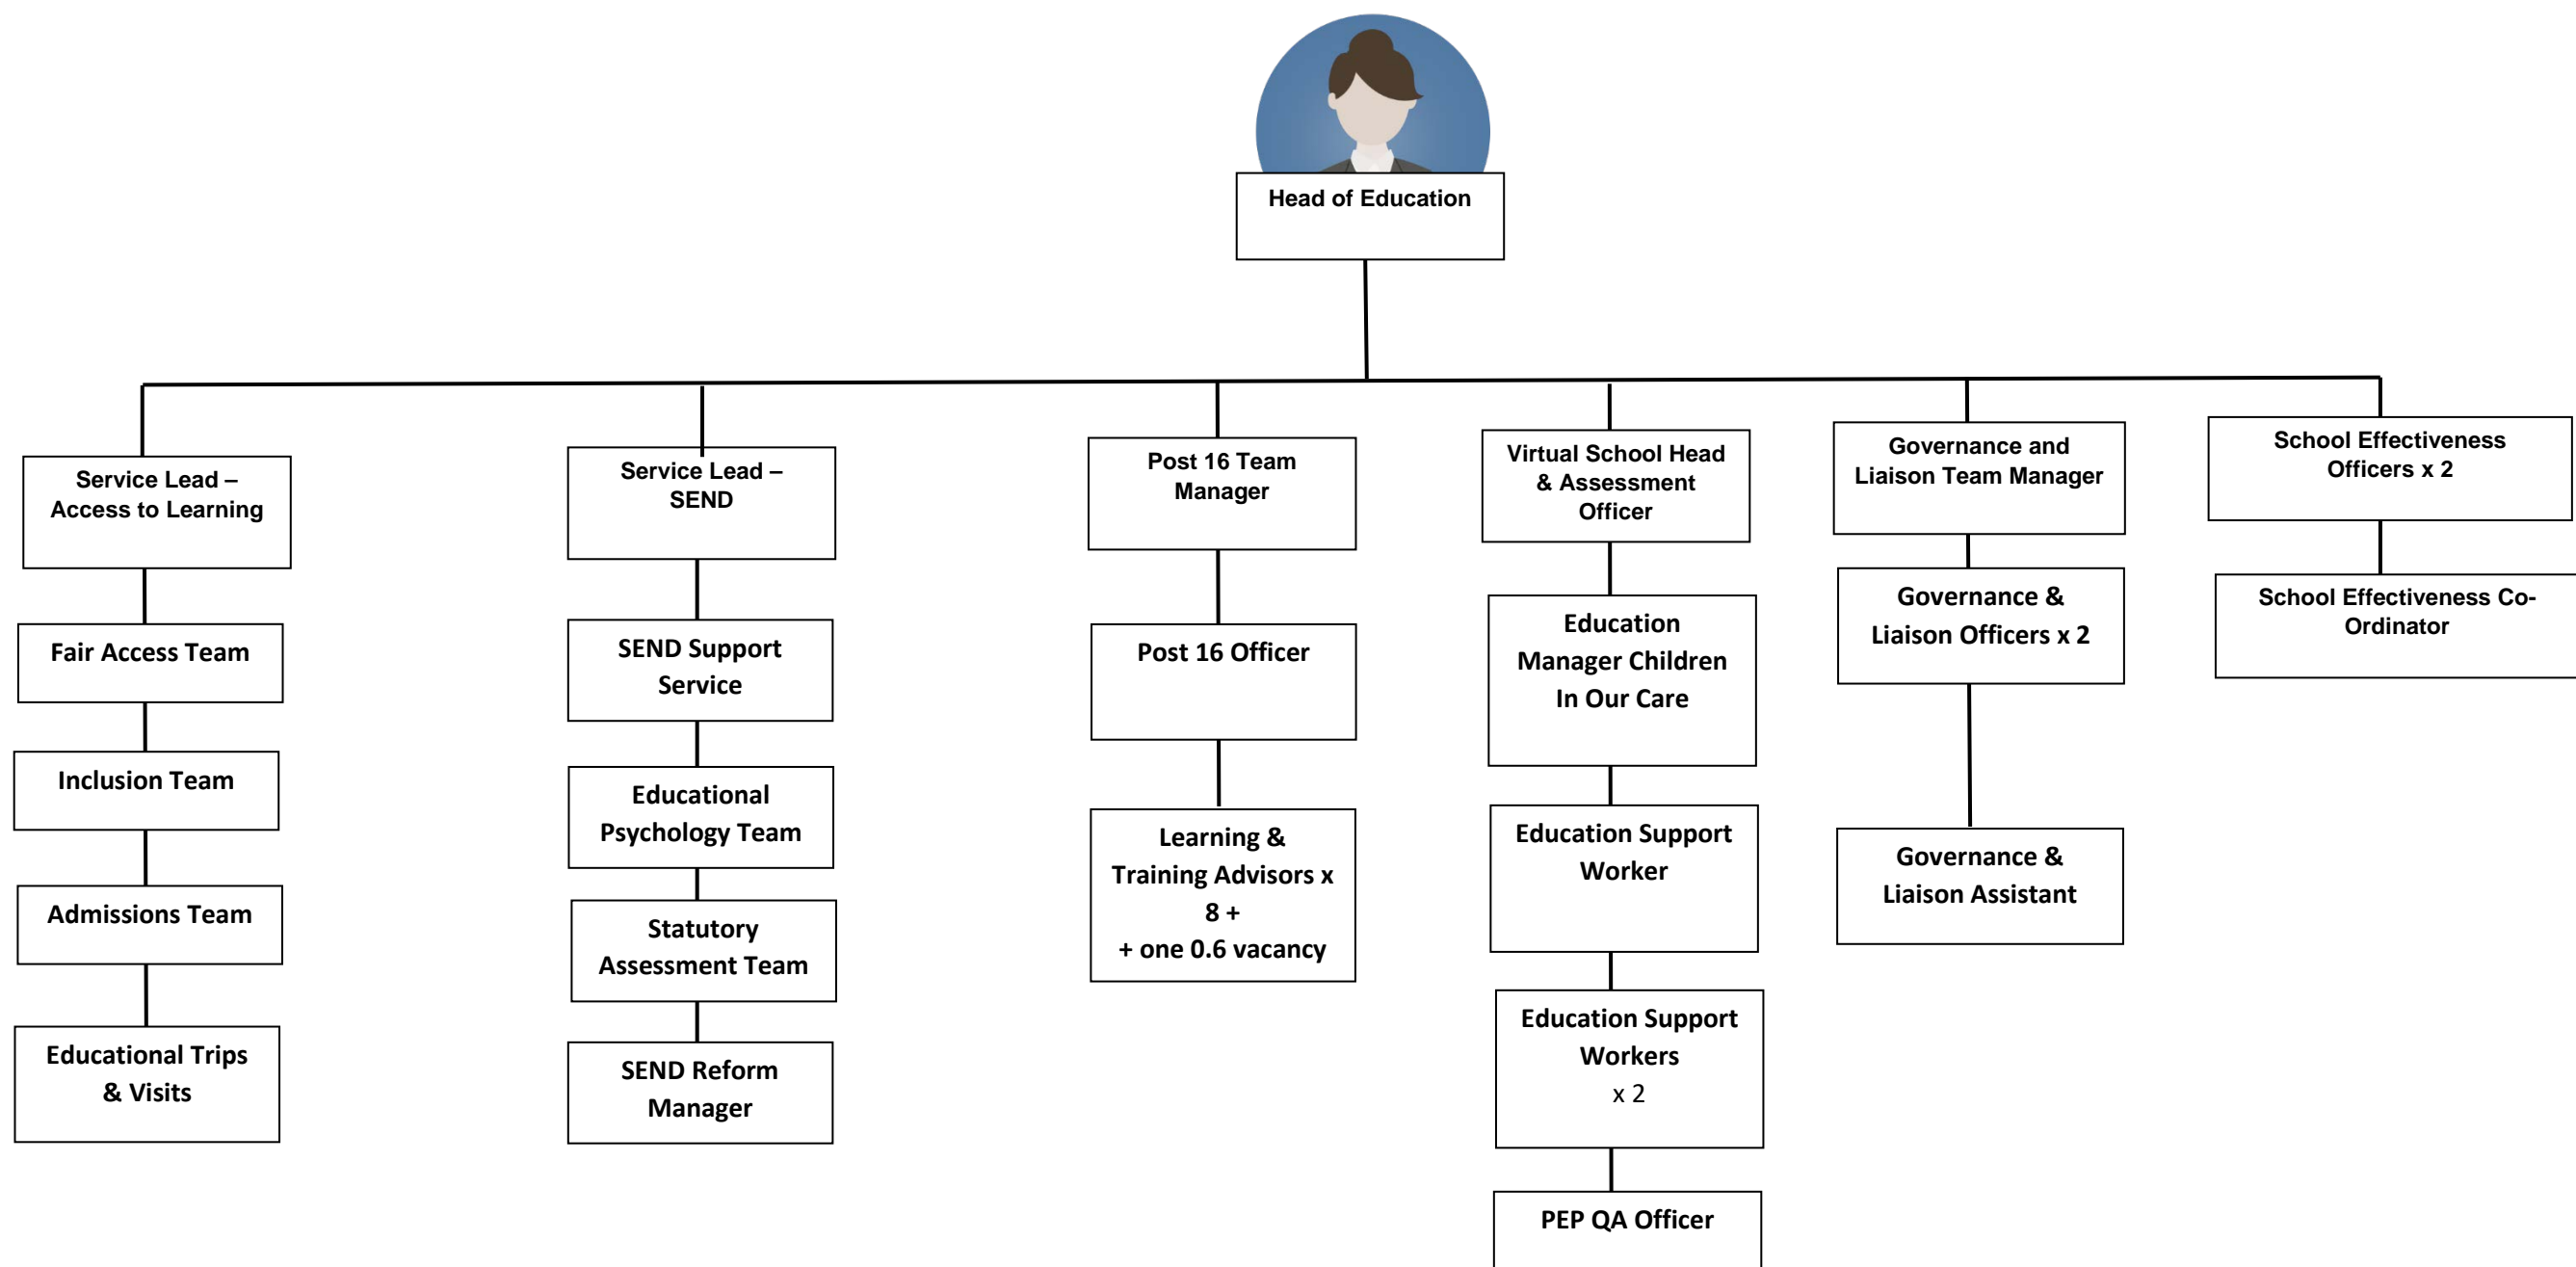 Head of Education
Service Lead –
Access to Learning
Fair Access Team
Inclusion Team
Admissions Team
Educational Trips
& Visits
Service Lead –
SEND
SEND Support
Service
Educational
Psychology Team
Statutory
Assessment Team
SEND Reform
Manager
Post 16 Team
Manager
Post 16 Officer
Learning &
Training Advisors x
8 +
+ one 0.6 vacancy
Virtual School Head
& Assessment
Officer
Education
Manager Children
In Our Care
Education Support
Worker
Education Support
Workers
x 2
PEP QA Officer
Governance and
Liaison Team Manager
Governance &
Liaison Officers x 2
Governance &
Liaison Assistant
School Effectiveness
Officers x 2
School Effectiveness Co-
Ordinator